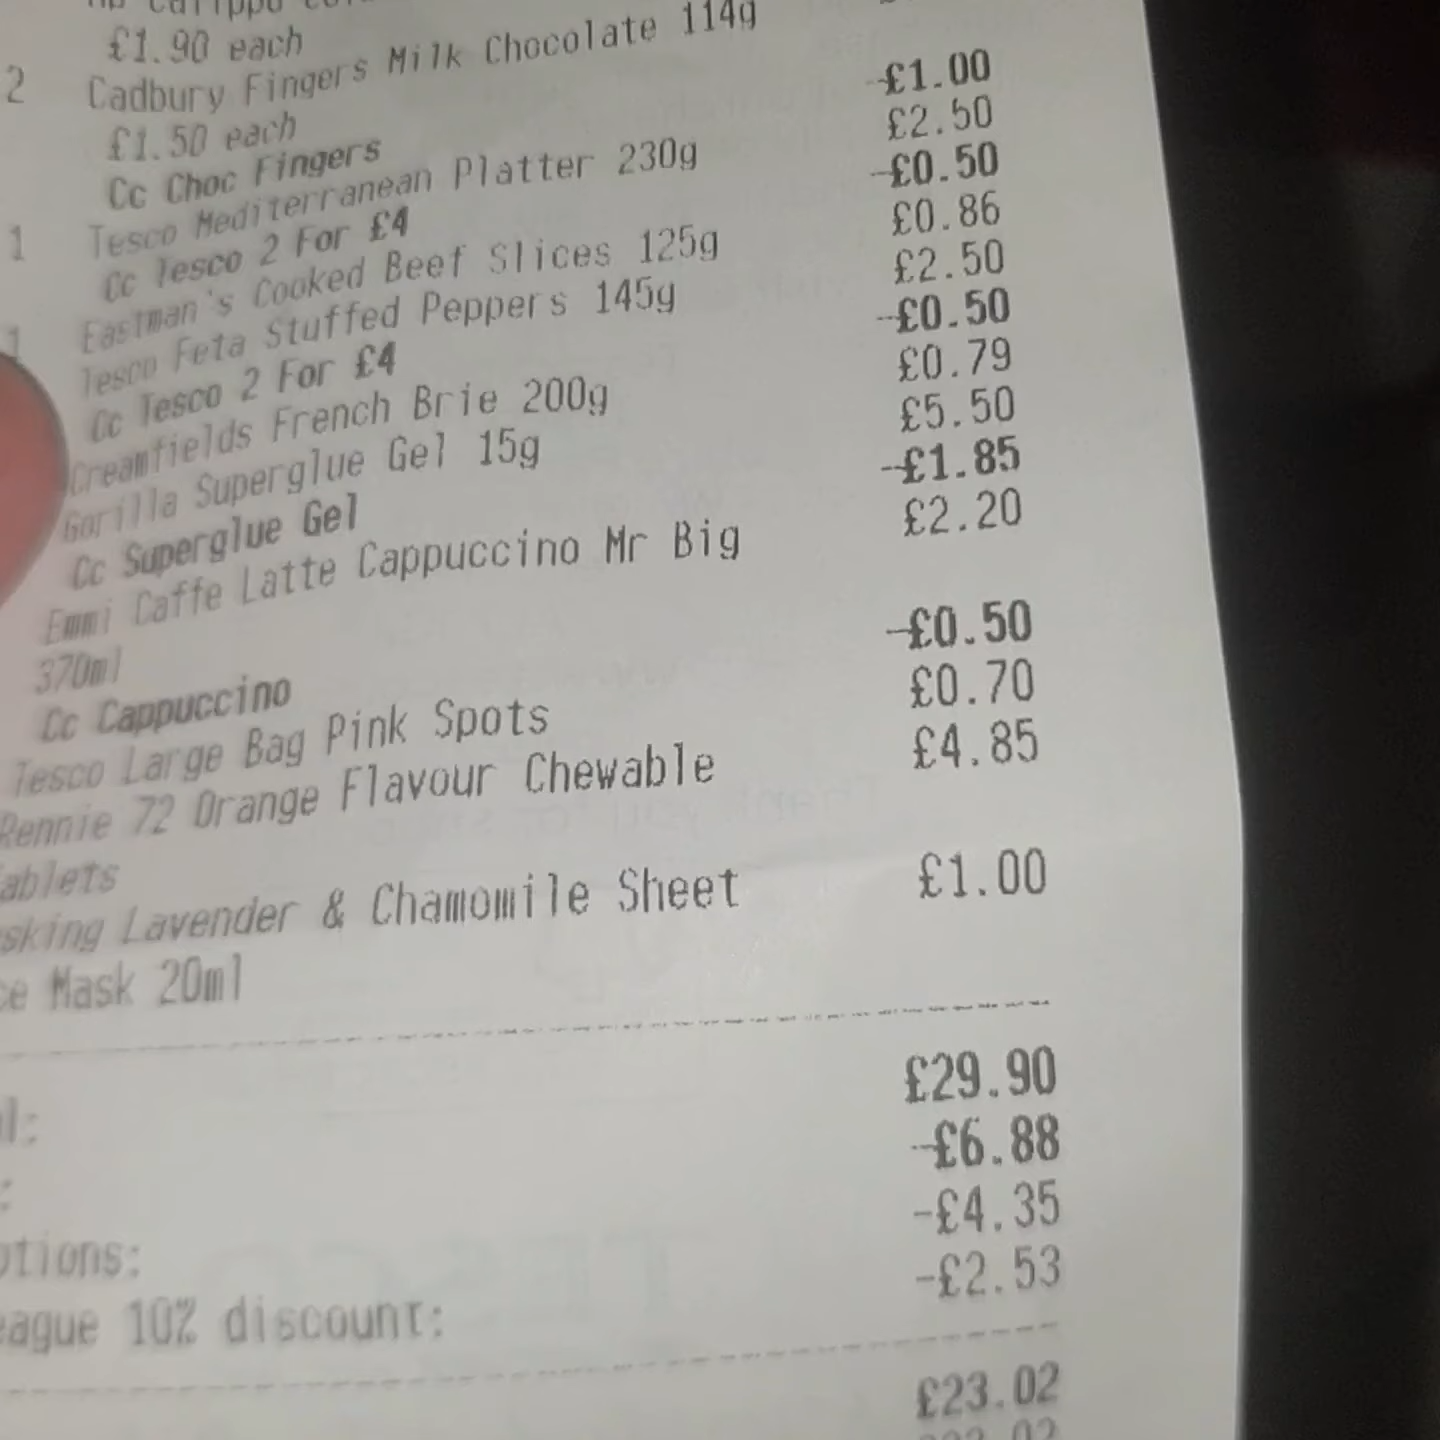 £1.90 each
2 Cadbury Fingers Milk Chocolate 114g
£1.50 each
Cc Choc Fingers -£1.00
1 Tesco Mediterranean Platter 230g £2.50
Cc Tesco 2 For £4 -£0.50
1 Eastman's Cooked Beef Slices 125g £0.86
Tesco Feta Stuffed Peppers 145g £2.50
Cc Tesco 2 For £4 -£0.50
Creamfields French Brie 200g £0.79
Gorilla Superglue Gel 15g £5.50
Cc Superglue Gel -£1.85
Emmi Caffe Latte Cappuccino Mr Big £2.20
370ml
Cc Cappuccino -£0.50
Tesco Large Bag Pink Spots £0.70
Rennie 72 Orange Flavour Chewable £4.85
ablets
sking Lavender & Chamomile Sheet £1.00
ce Mask 20ml
l: £29.90
: -£6.88
otions: -£4.35
eague 10% discount: -£2.53
£23.02